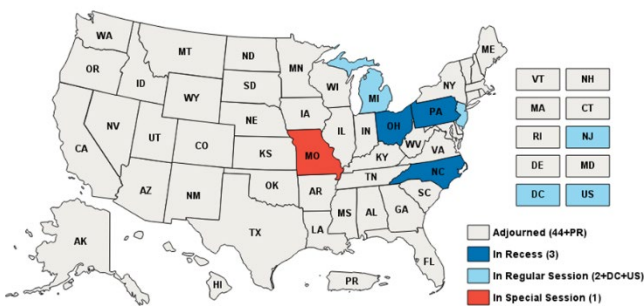 WA
MT
ND
MN
ME
OR
ID
SD
WI
MI
NY
WY
IA
PA
NE
NV
UT
CO
IL
IN
OH
WV
VA
CA
KS
MO
KY
NC
AZ
NM
OK
AR
TN
SC
MS
AL
GA
TX
LA
FL
AK
HI
PR
VT
NH
MA
CT
RI
NJ
DE
MD
DC
US
Adjourned (44+PR)
In Recess (3)
In Regular Session (2+DC+US)
In Special Session (1)